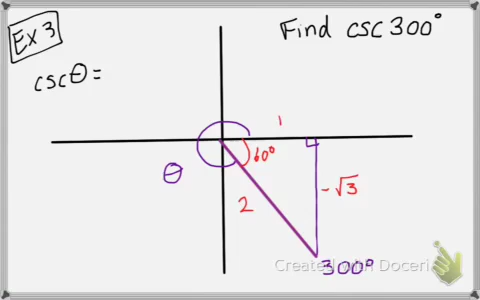 Ex 3
Find csc 300°
cscθ=
1
60°
θ
2
-√3
300°
Created with Doceri